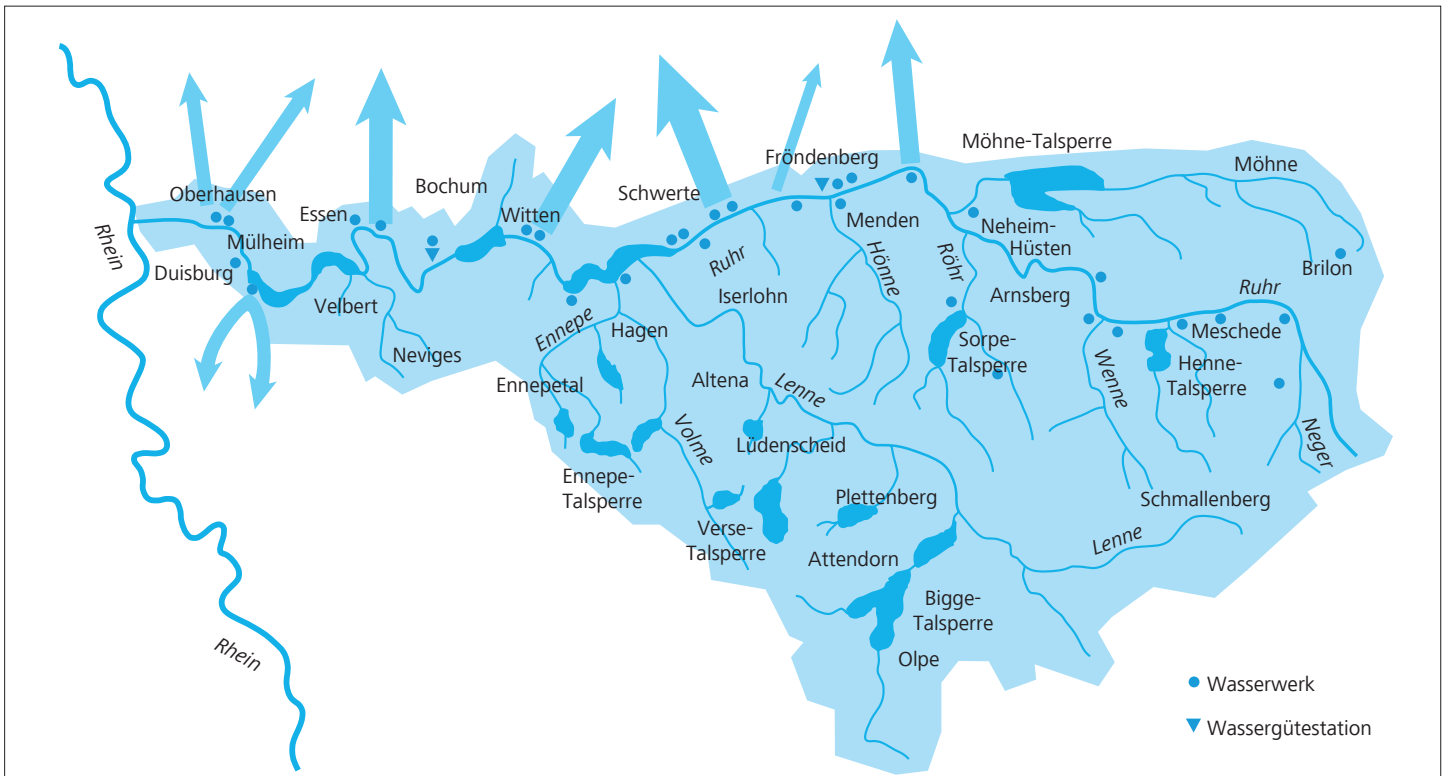 Möhne-Talsperre
Fröndenberg
Möhne
Oberhausen
Bochum
Schwerte
Essen
Witten
Menden
Neheim-
Hüsten
Rhein
Mülheim
Duisburg
Ruhr
Hönne
Röhr
Brilon
Velbert
Iserlohn
Arnsberg
Ruhr
Ennepe
Hagen
Meschede
Neviges
Sorpe-
Talsperre
Wenne
Henne-
Talsperre
Ennepetal
Altena
Lenne
Volme
Lüdenscheid
Neger
Ennepe-
Talsperre
Plettenberg
Schmallenberg
Verse-
Talsperre
Lenne
Attendorn
Bigge-
Talsperre
Rhein
Olpe
Wasserwerk
Wassergütestation